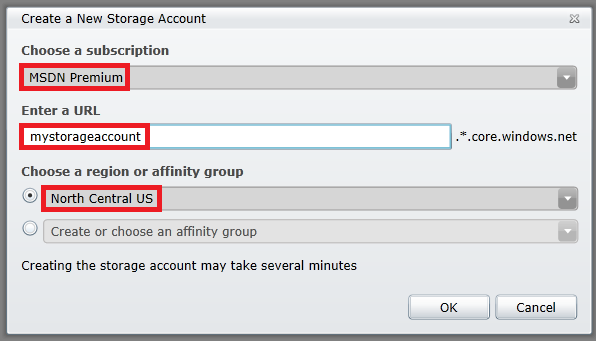 Create a New Storage Account
Choose a subscription
MSDN Premium
Enter a URL
mystorageaccount .*.core.windows.net
Choose a region or affinity group
North Central US
Create or choose an affinity group
Creating the storage account may take several minutes
OK Cancel